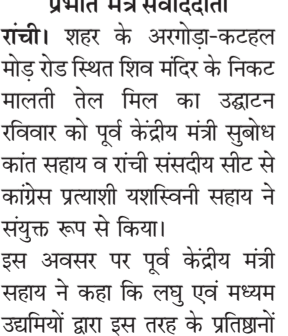 प्रभात मंत्र संवाददाता
रांची। शहर के अरगोड़ा-कटहल
मोड़ रोड स्थित शिव मंदिर के निकट
मालती तेल मिल का उद्घाटन
रविवार को पूर्व केंद्रीय मंत्री सुबोध
कांत सहाय व रांची संसदीय सीट से
कांग्रेस प्रत्याशी यशस्विनी सहाय ने
संयुक्त रूप से किया।
इस अवसर पर पूर्व केंद्रीय मंत्री
सहाय ने कहा कि लघु एवं मध्यम
उद्यमियों द्वारा इस तरह के प्रतिष्ठानों